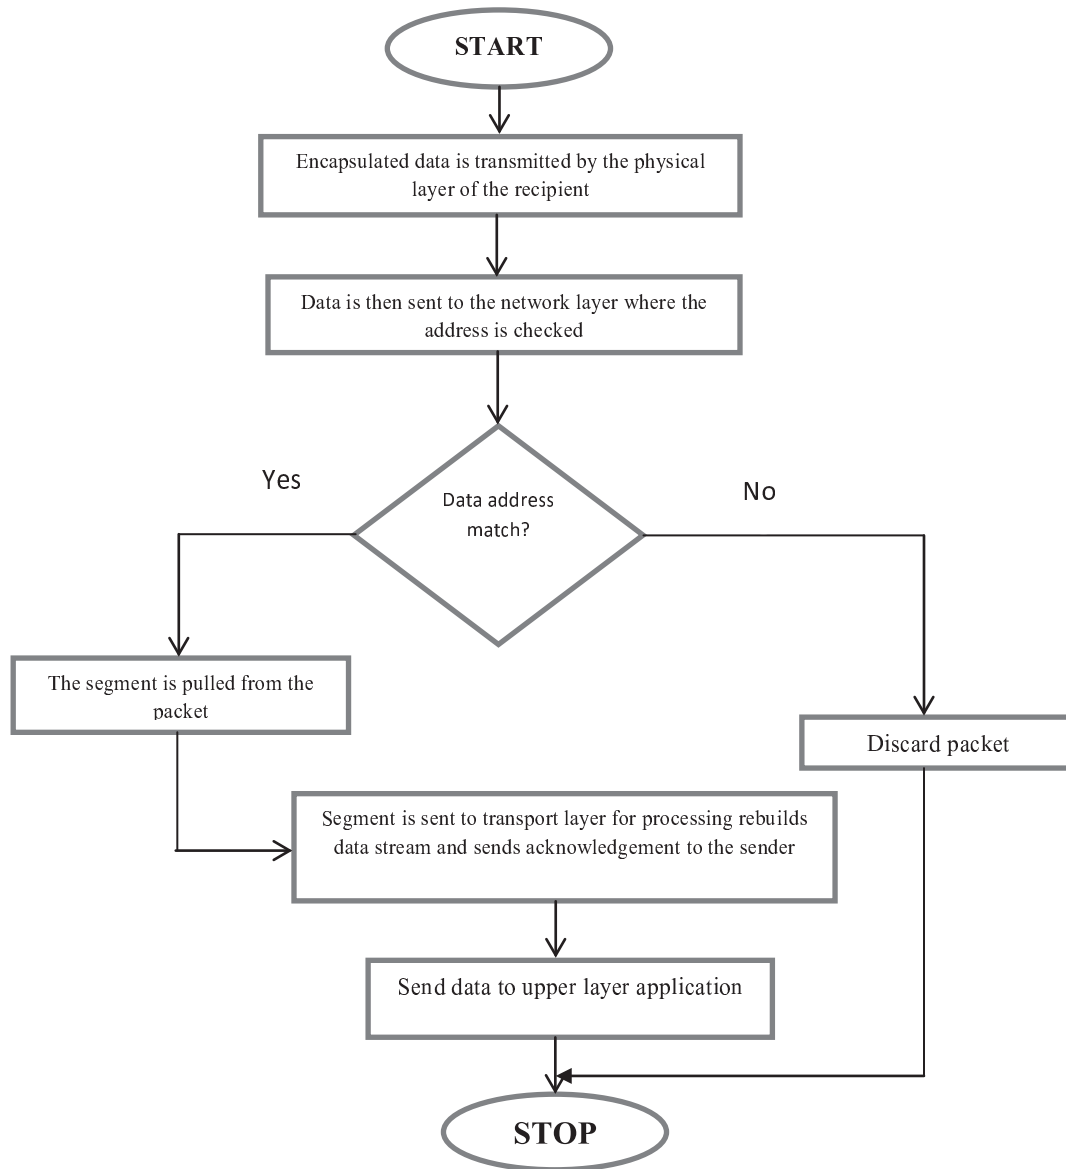 START
Encapsulated data is transmitted by the physical
layer of the recipient
Data is then sent to the network layer where the
address is checked
Data address
match?
Yes
No
The segment is pulled from the
packet
Discard packet
Segment is sent to transport layer for processing rebuilds
data stream and sends acknowledgement to the sender
Send data to upper layer application
STOP